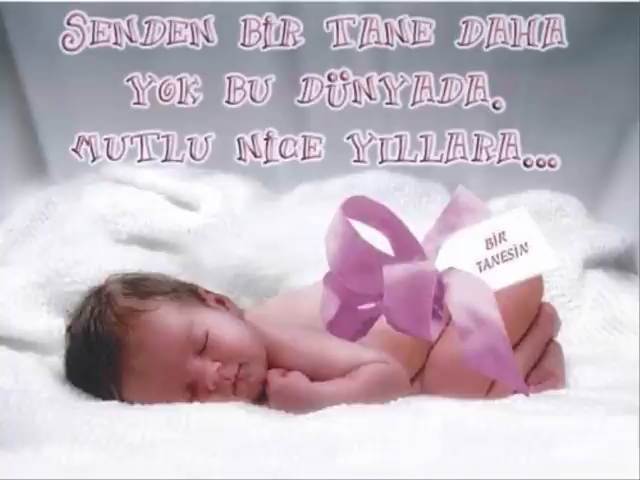 SENDEN BİR TANE DAHA
YOK BU DÜNYADA.
MUTLU NİCE YILLARA...
BİR
TANESİN